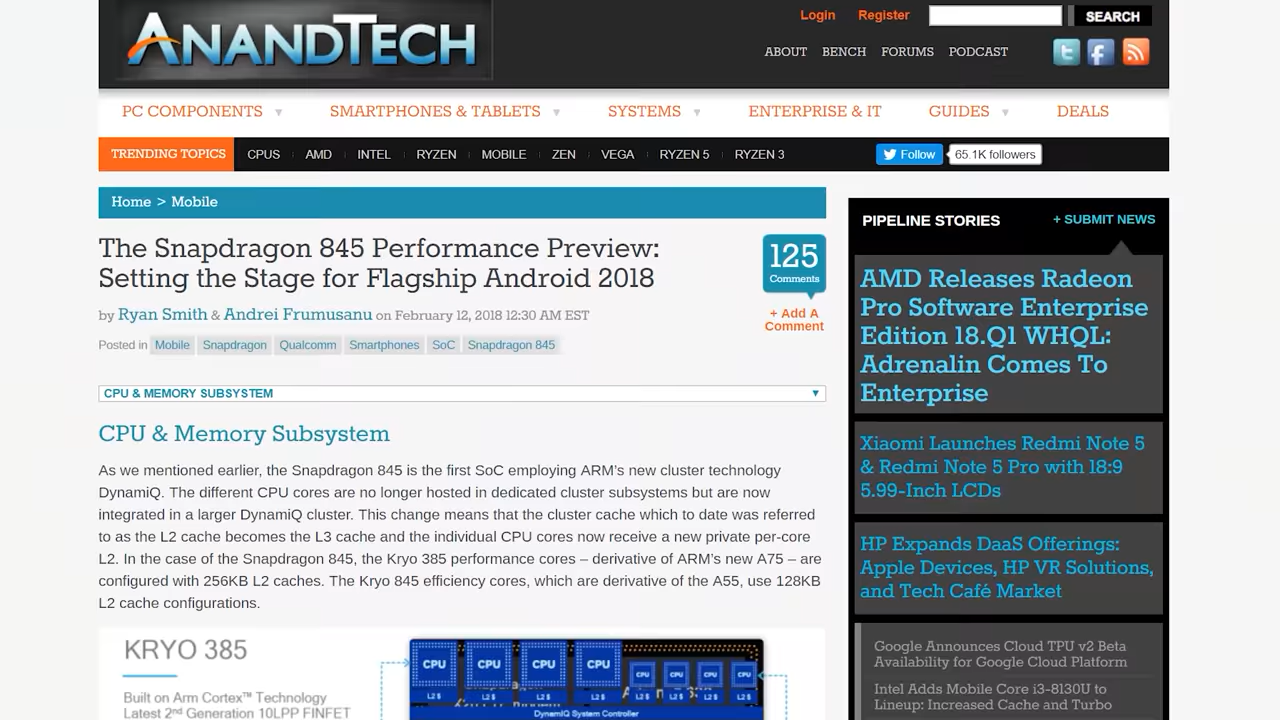 ANANDTECH
Login Register
SEARCH
ABOUT BENCH FORUMS PODCAST
PC COMPONENTS SMARTPHONES & TABLETS SYSTEMS ENTERPRISE & IT GUIDES DEALS
TRENDING TOPICS CPUS AMD INTEL RYZEN MOBILE ZEN VEGA RYZEN 5 RYZEN 3
Follow 65.1K followers
Home > Mobile
The Snapdragon 845 Performance Preview:
Setting the Stage for Flagship Android 2018
by Ryan Smith & Andrei Frumusanu on February 12, 2018 12:30 AM EST
Posted in Mobile Snapdragon Qualcomm Smartphones SoC Snapdragon 845
125
Comments
+ Add A
Comment
CPU & MEMORY SUBSYSTEM
CPU & Memory Subsystem
As we mentioned earlier, the Snapdragon 845 is the first SoC employing ARM's new cluster technology
DynamiQ. The different CPU cores are no longer hosted in dedicated cluster subsystems but are now
integrated in a larger DynamiQ cluster. This change means that the cluster cache which to date was referred
to as the L2 cache becomes the L3 cache and the individual CPU cores now receive a new private per-core
L2. In the case of the Snapdragon 845, the Kryo 385 performance cores – derivative of ARM's new A75 – are
configured with 256KB L2 caches. The Kryo 845 efficiency cores, which are derivative of the A55, use 128KB
L2 cache configurations.
KRYO 385
Built on Arm Cortex™ Technology
Latest 2nd Generation 10LPP FINFET
CPU CPU CPU CPU CPU CPU CPU CPU
L2 $ L2 $ L2 $ L2 $ L2 $ L2 $ L2 $ L2 $
DynamIQ System Controller
PIPELINE STORIES + SUBMIT NEWS
AMD Releases Radeon
Pro Software Enterprise
Edition 18.Q1 WHQL:
Adrenalin Comes To
Enterprise
Xiaomi Launches Redmi Note 5
& Redmi Note 5 Pro with 18:9
5.99-Inch LCDs
HP Expands DaaS Offerings:
Apple Devices, HP VR Solutions,
and Tech Café Market
Google Announces Cloud TPU v2 Beta
Availability for Google Cloud Platform
Intel Adds Mobile Core i3-8130U to
Lineup: Increased Cache and Turbo